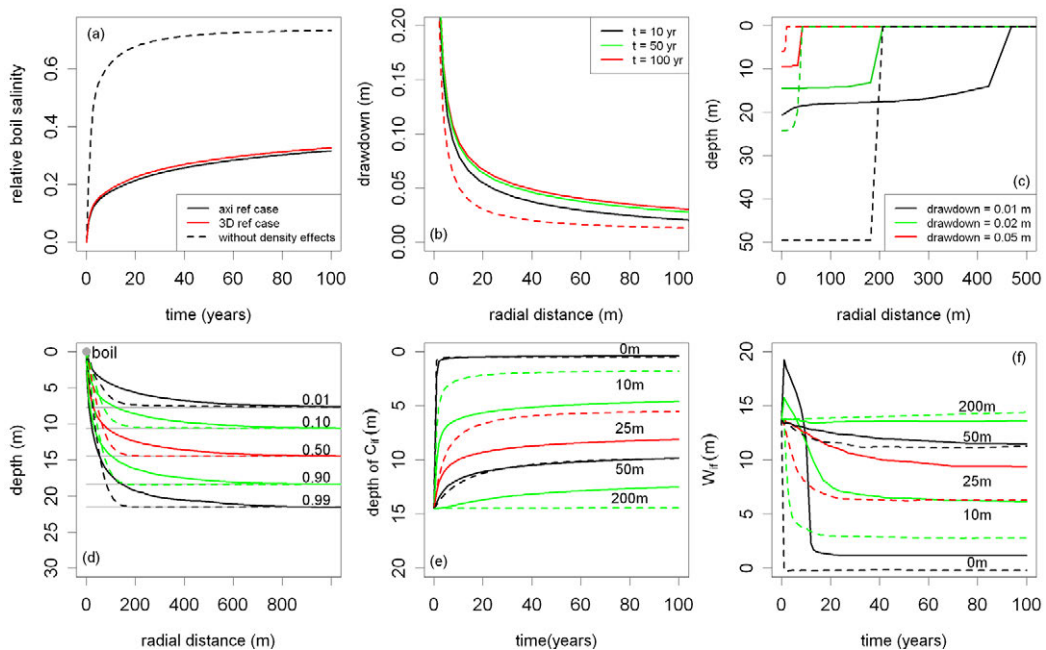 (a)
relative boil salinity
0.0
0.2
0.4
0.6
axi ref case
3D ref case
without density effects
0 20 40 60 80 100
time (years)
drawdown (m)
0.00
0.05
0.10
0.15
0.20
t = 10 yr
t = 50 yr
t = 100 yr
(b)
0 20 40 60 80 100
radial distance (m)
depth (m)
0
10
20
30
40
50
(c)
drawdown = 0.01 m
drawdown = 0.02 m
drawdown = 0.05 m
0 100 200 300 400 500
radial distance (m)
depth (m)
0
5
10
15
20
25
30
boil
0.01
0.10
0.50
0.90
0.99
(d)
0 200 400 600 800
radial distance (m)
depth of Cif (m)
0
5
10
15
20
0m
10m
25m
50m
200m
(e)
0 20 40 60 80 100
time(years)
Wif (m)
20
15
10
5
0
(f)
200m
50m
25m
10m
0m
0 20 40 60 80 100
time (years)